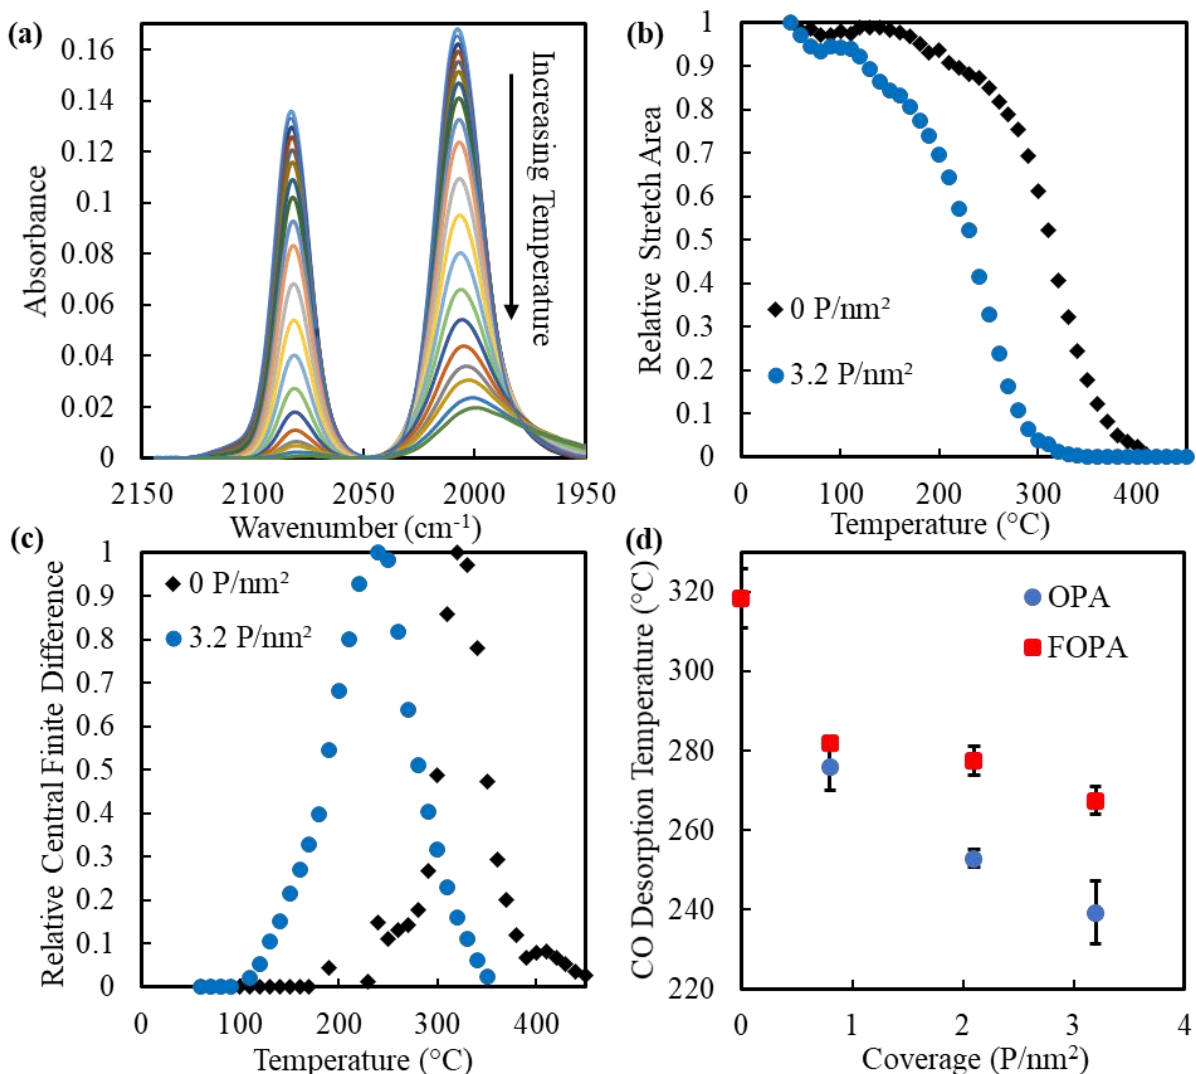 (a)
0.16
0.14
0.12
0.1
0.08
0.06
0.04
0.02
0
Absorbance
Increasing Temperature
2150 2100 2050 2000 1950
Wavenumber (cm⁻¹)
(b)
1
0.9
0.8
0.7
0.6
0.5
0.4
0.3
0.2
0.1
0
Relative Stretch Area
0 P/nm²
3.2 P/nm²
0 100 200 300 400
Temperature (°C)
(c)
1
0.9
0.8
0.7
0.6
0.5
0.4
0.3
0.2
0.1
0
Relative Central Finite Difference
0 P/nm²
3.2 P/nm²
0 100 200 300 400
Temperature (°C)
(d)
320
300
280
260
240
220
CO Desorption Temperature (°C)
OPA
FOPA
0 1 2 3 4
Coverage (P/nm²)